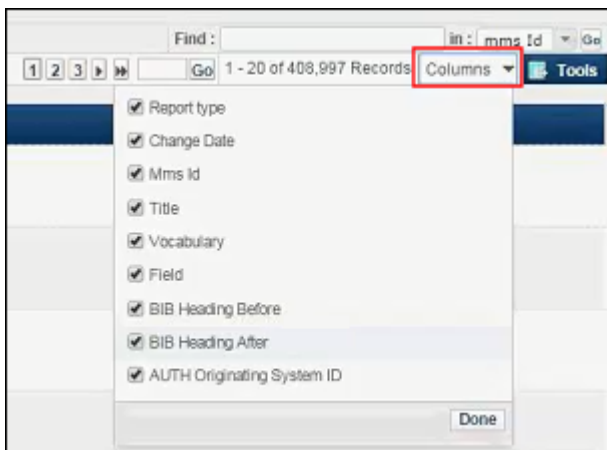 Find : in : mms Id Go
1 2 3 Go 1 - 20 of 408,997 Records Columns Tools
Report type
Change Date
Mms Id
Title
Vocabulary
Field
BIB Heading Before
BIB Heading After
AUTH Originating System ID
Done